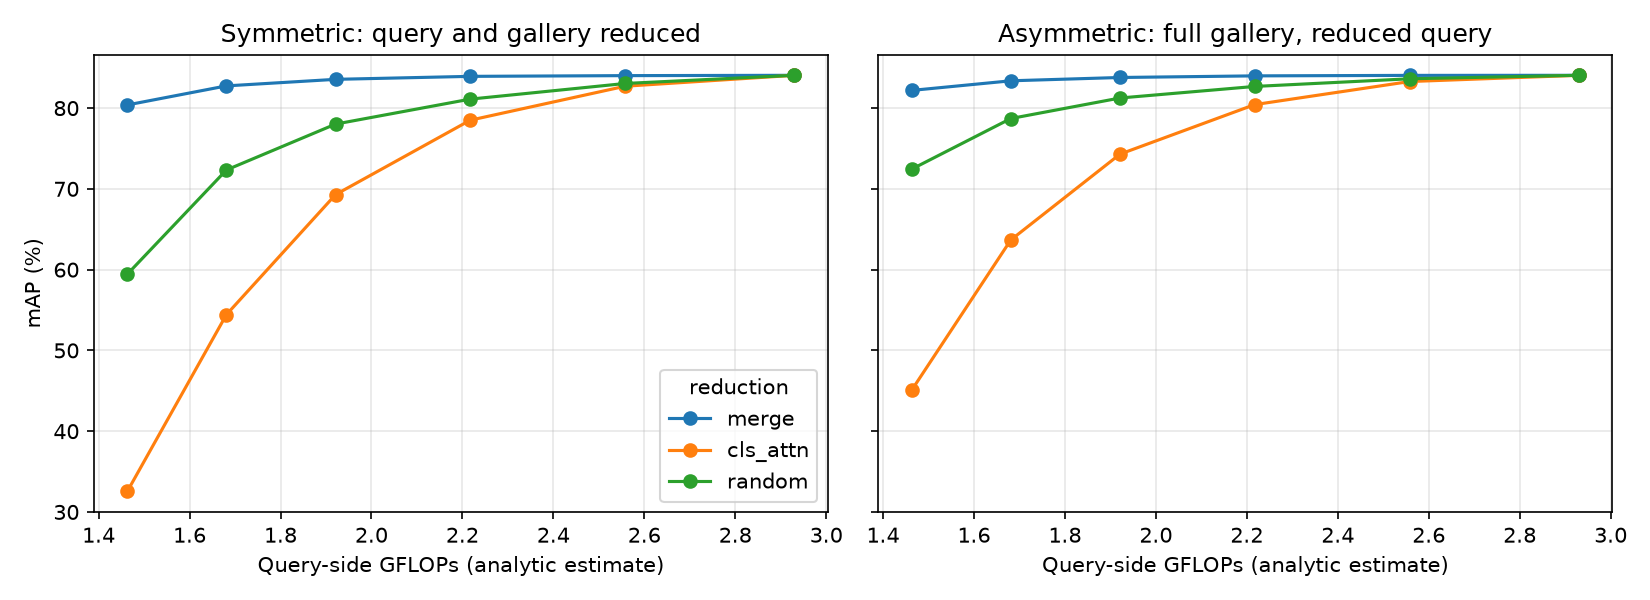 Symmetric: query and gallery reduced
mAP (%)
80
70
60
50
40
30
1.4 1.6 1.8 2.0 2.2 2.4 2.6 2.8 3.0
Query-side GFLOPs (analytic estimate)
reduction
merge
cls_attn
random
Asymmetric: full gallery, reduced query
1.4 1.6 1.8 2.0 2.2 2.4 2.6 2.8 3.0
Query-side GFLOPs (analytic estimate)